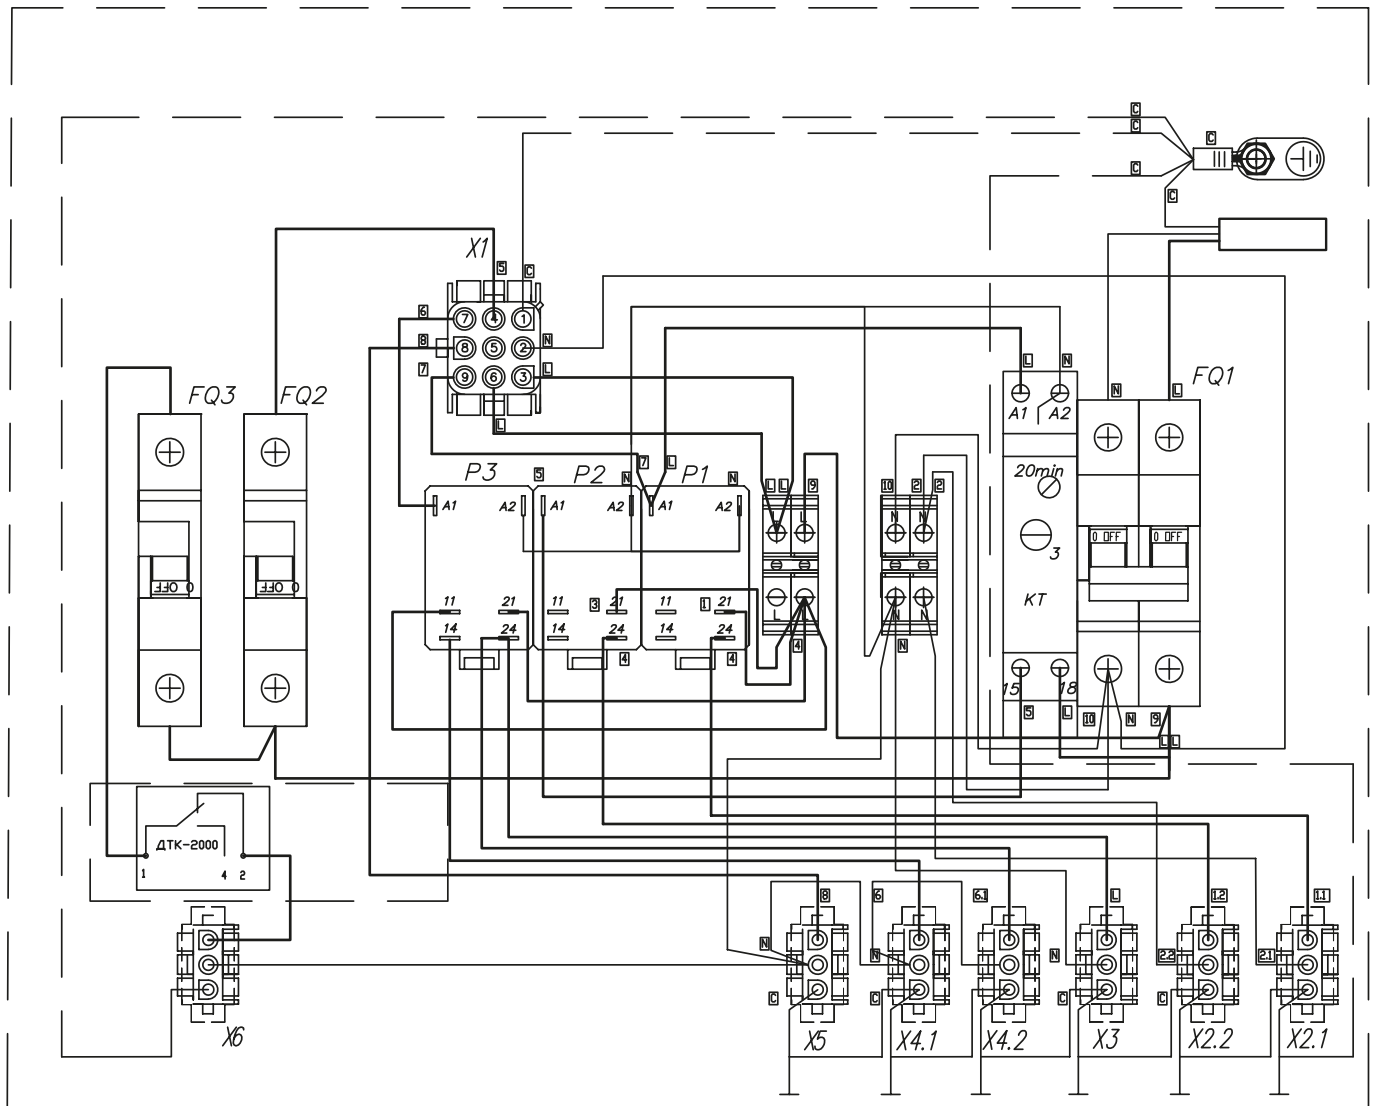 C
C
C
C
C
X1
5
C
6
7
4
1
8
8
5
2
N
7
9
6
3
L
L
L
N
FQ1
N
L
FQ3
FQ2
A1
A2
P3
5
P2
N
7
L
P1
N
L
L
9
10
2
2
20min
A1
A2
A1
A2
A1
A2
L
L
N
N
3
0 OFF
0 OFF
0 OFF
0 OFF
KT
11
21
11
3
21
11
1
21
14
24
14
24
14
24
L
L
N
N
4
4
4
N
15
18
5
L
10
N
9
L
L
ДТК-2000
1
4
2
8
6
6.1
L
1.2
1.1
N
N
N
2.2
2.1
C
C
C
C
X6
X5
X4.1
X4.2
X3
X2.2
X2.1